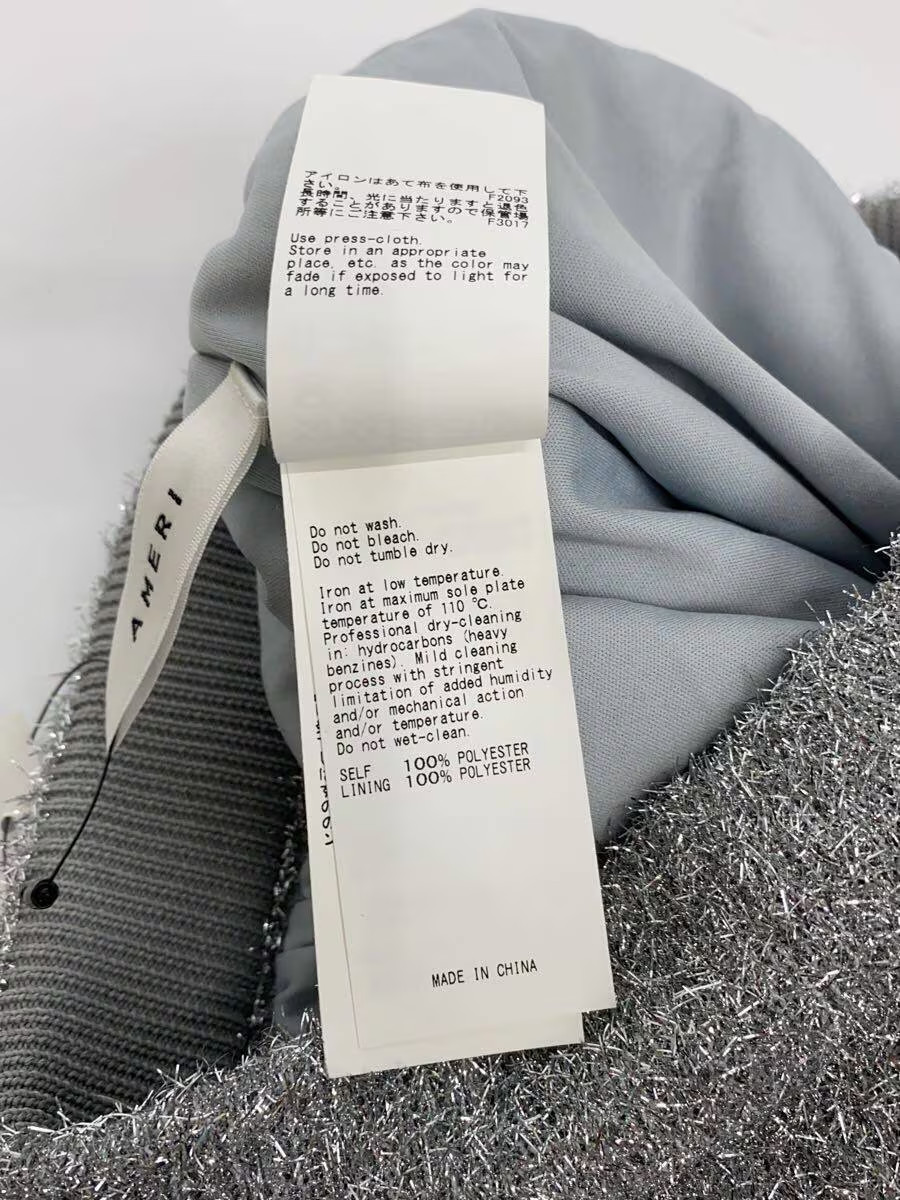 アイロンはあて布を使用して下
さい。 F2093
長時間、光に当たりますと退色
することがありますので保管場
所等にご注意下さい。 F3017
Use press-cloth.
Store in an appropriate
place, etc. as the color may
fade if exposed to light for
a long time.
AMERI
Do not wash.
Do not bleach.
Do not tumble dry.
Iron at low temperature.
Iron at maximum sole plate
temperature of 110 ℃.
Professional dry-cleaning
in: hydrocarbons (heavy
benzines). Mild cleaning
process with stringent
limitation of added humidity
and/or mechanical action
and/or temperature.
Do not wet-clean.
SELF 100% POLYESTER
LINING 100% POLYESTER
MADE IN CHINA